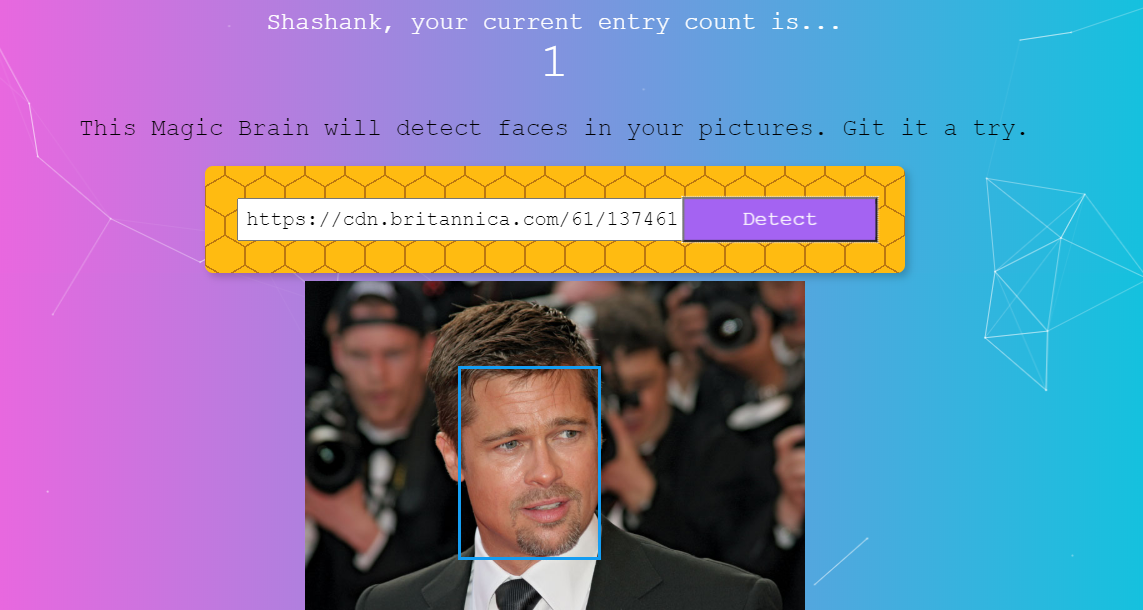 Shashank, your current entry count is...
1
This Magic Brain will detect faces in your pictures. Git it a try.
https://cdn.britannica.com/61/137461 Detect